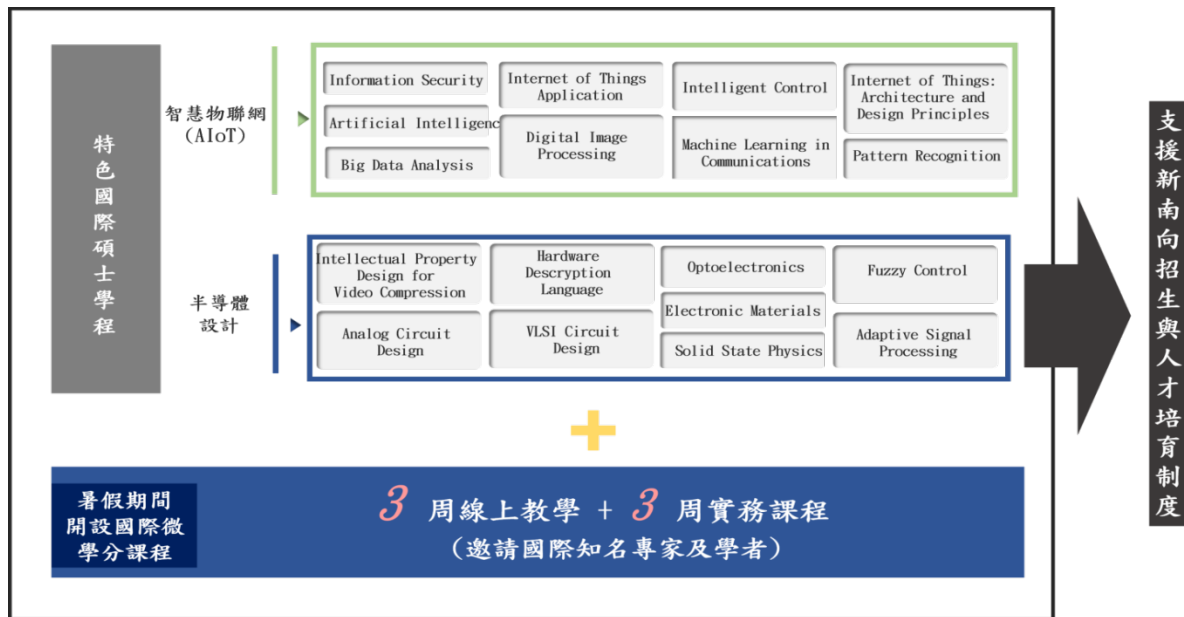 特色國際碩士學程
智慧物聯網
(AIoT)
Information Security
Artificial Intelligenc
Big Data Analysis
Internet of Things
Application
Digital Image
Processing
Intelligent Control
Machine Learning in
Communications
Internet of Things:
Architecture and
Design Principles
Pattern Recognition
半導體
設計
Intellectual Property
Design for
Video Compression
Analog Circuit
Design
Hardware
Descryption
Language
VLSI Circuit
Design
Optoelectronics
Electronic Materials
Solid State Physics
Fuzzy Control
Adaptive Signal
Processing
+
暑假期間
開設國際微
學分課程
3 周線上教學 + 3 周實務課程
(邀請國際知名專家及學者)
支援新南向招生與人才培育制度